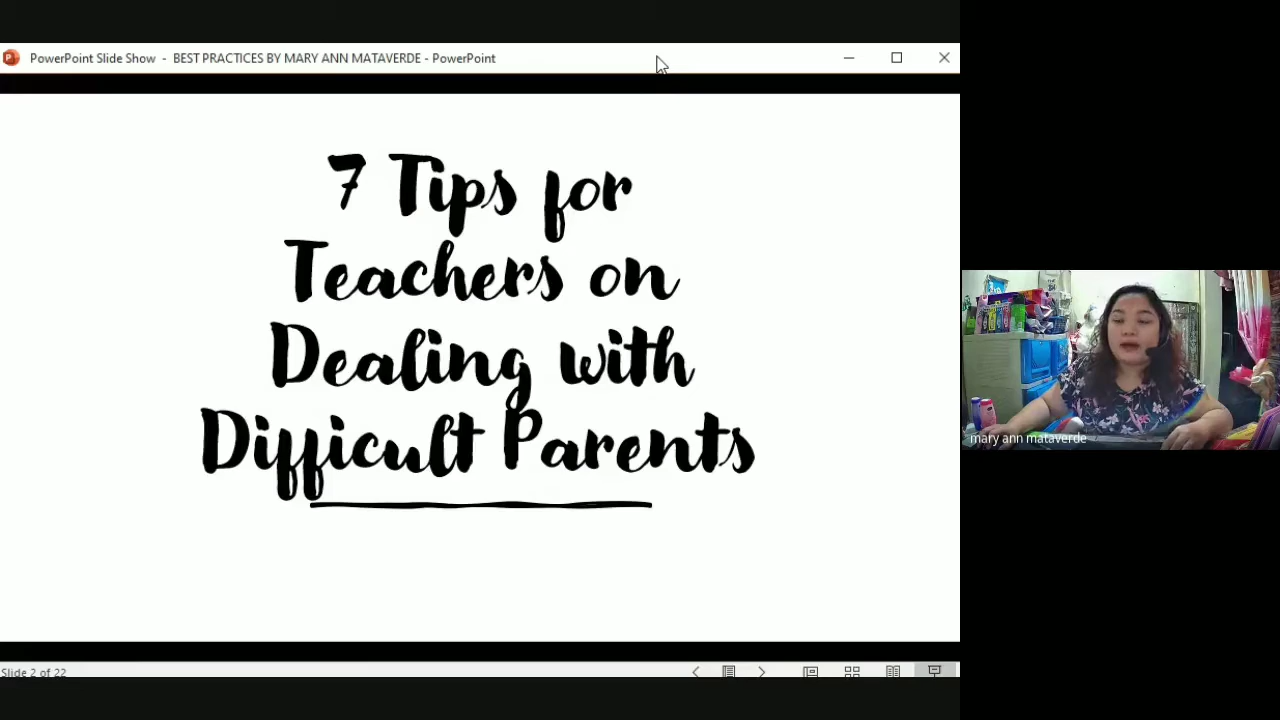 PowerPoint Slide Show - BEST PRACTICES BY MARY ANN MATAVERDE - PowerPoint
7 Tips for
Teachers on
Dealing with
Difficult Parents
mary ann mataverde
Slide 2 of 22